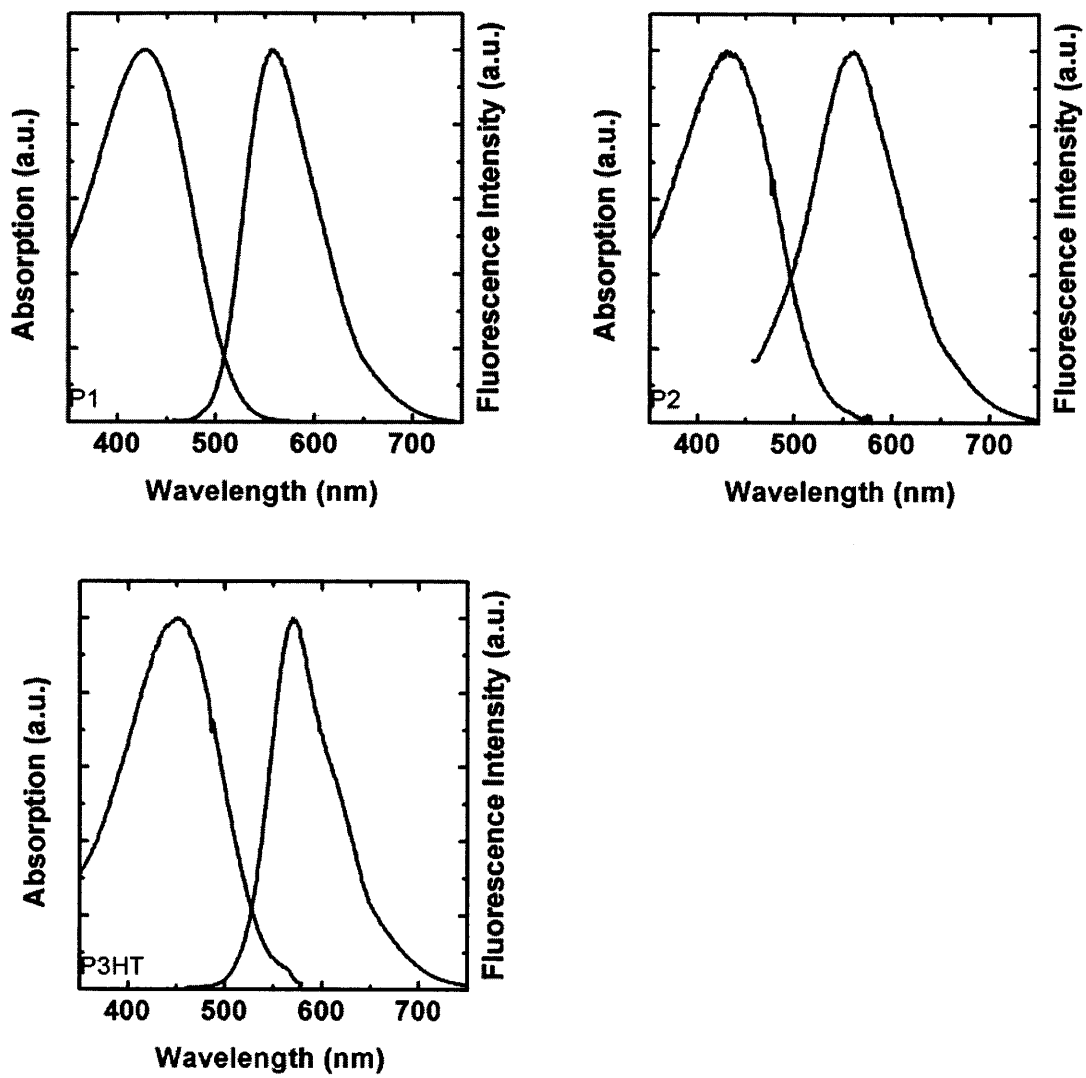 Absorption (a.u.)
P1
400 500 600 700
Wavelength (nm)
Fluorescence Intensity (a.u.)
Absorption (a.u.)
P2
400 500 600 700
Wavelength (nm)
Fluorescence Intensity (a.u.)
Absorption (a.u.)
P3HT
400 500 600 700
Wavelength (nm)
Fluorescence Intensity (a.u.)